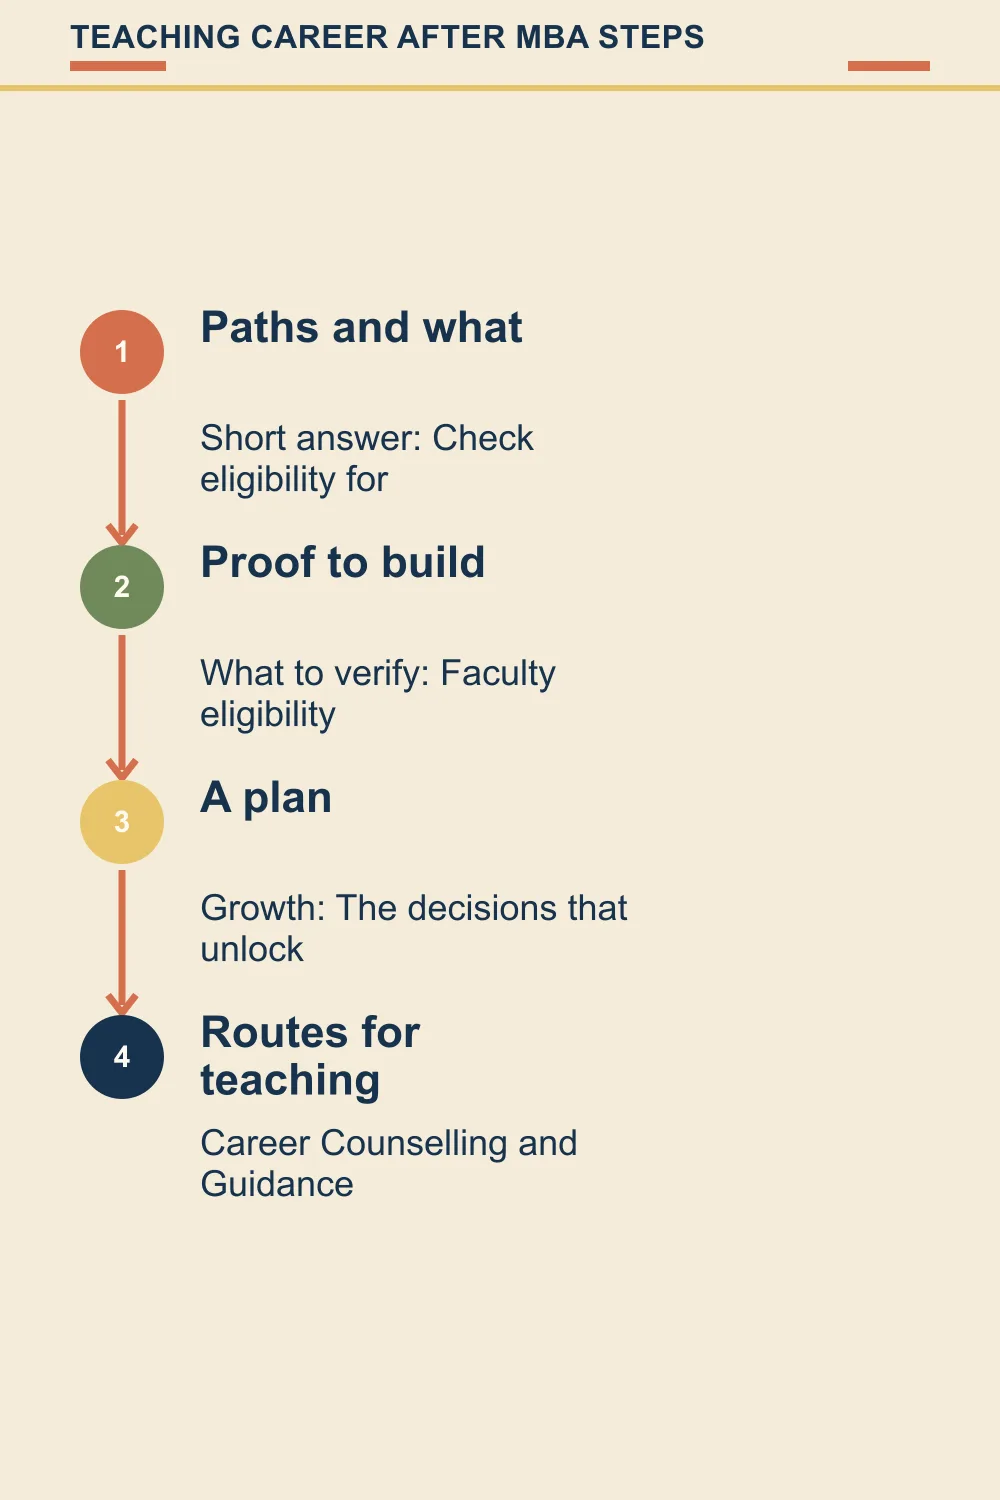 TEACHING CAREER AFTER MBA STEPS
1
Paths and what
Short answer: Check
eligibility for
2
Proof to build
What to verify: Faculty
eligibility
3
A plan
Growth: The decisions that
unlock
4
Routes for
teaching
Career Counselling and
Guidance